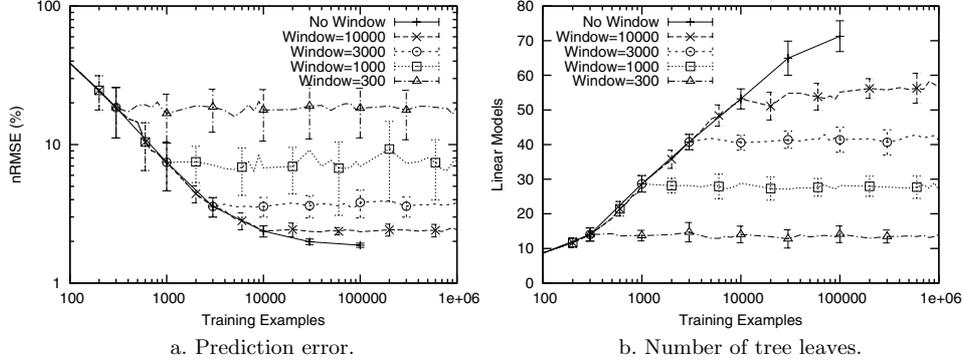 nRMSE (%)
100
10
1
No Window
Window=10000
Window=3000
Window=1000
Window=300
100 1000 10000 100000 1e+06
Training Examples
a. Prediction error.
Linear Models
80
70
60
50
40
30
20
10
0
No Window
Window=10000
Window=3000
Window=1000
Window=300
100 1000 10000 100000 1e+06
Training Examples
b. Number of tree leaves.